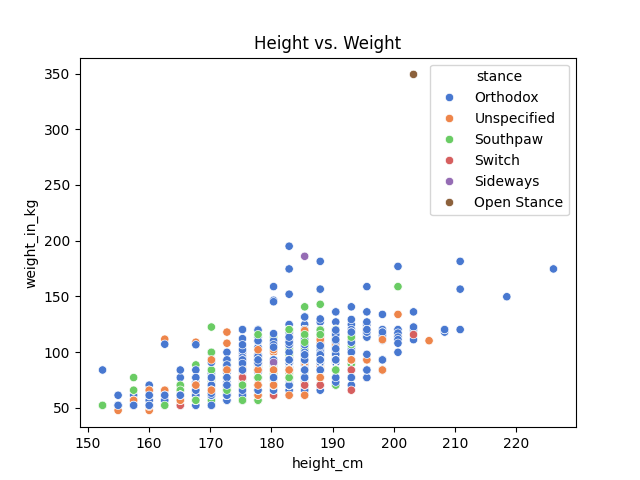 Height vs. Weight
stance
Orthodox
Unspecified
Southpaw
Switch
Sideways
Open Stance
weight_in_kg
350
300
250
200
150
100
50
150 160 170 180 190 200 210 220
height_cm